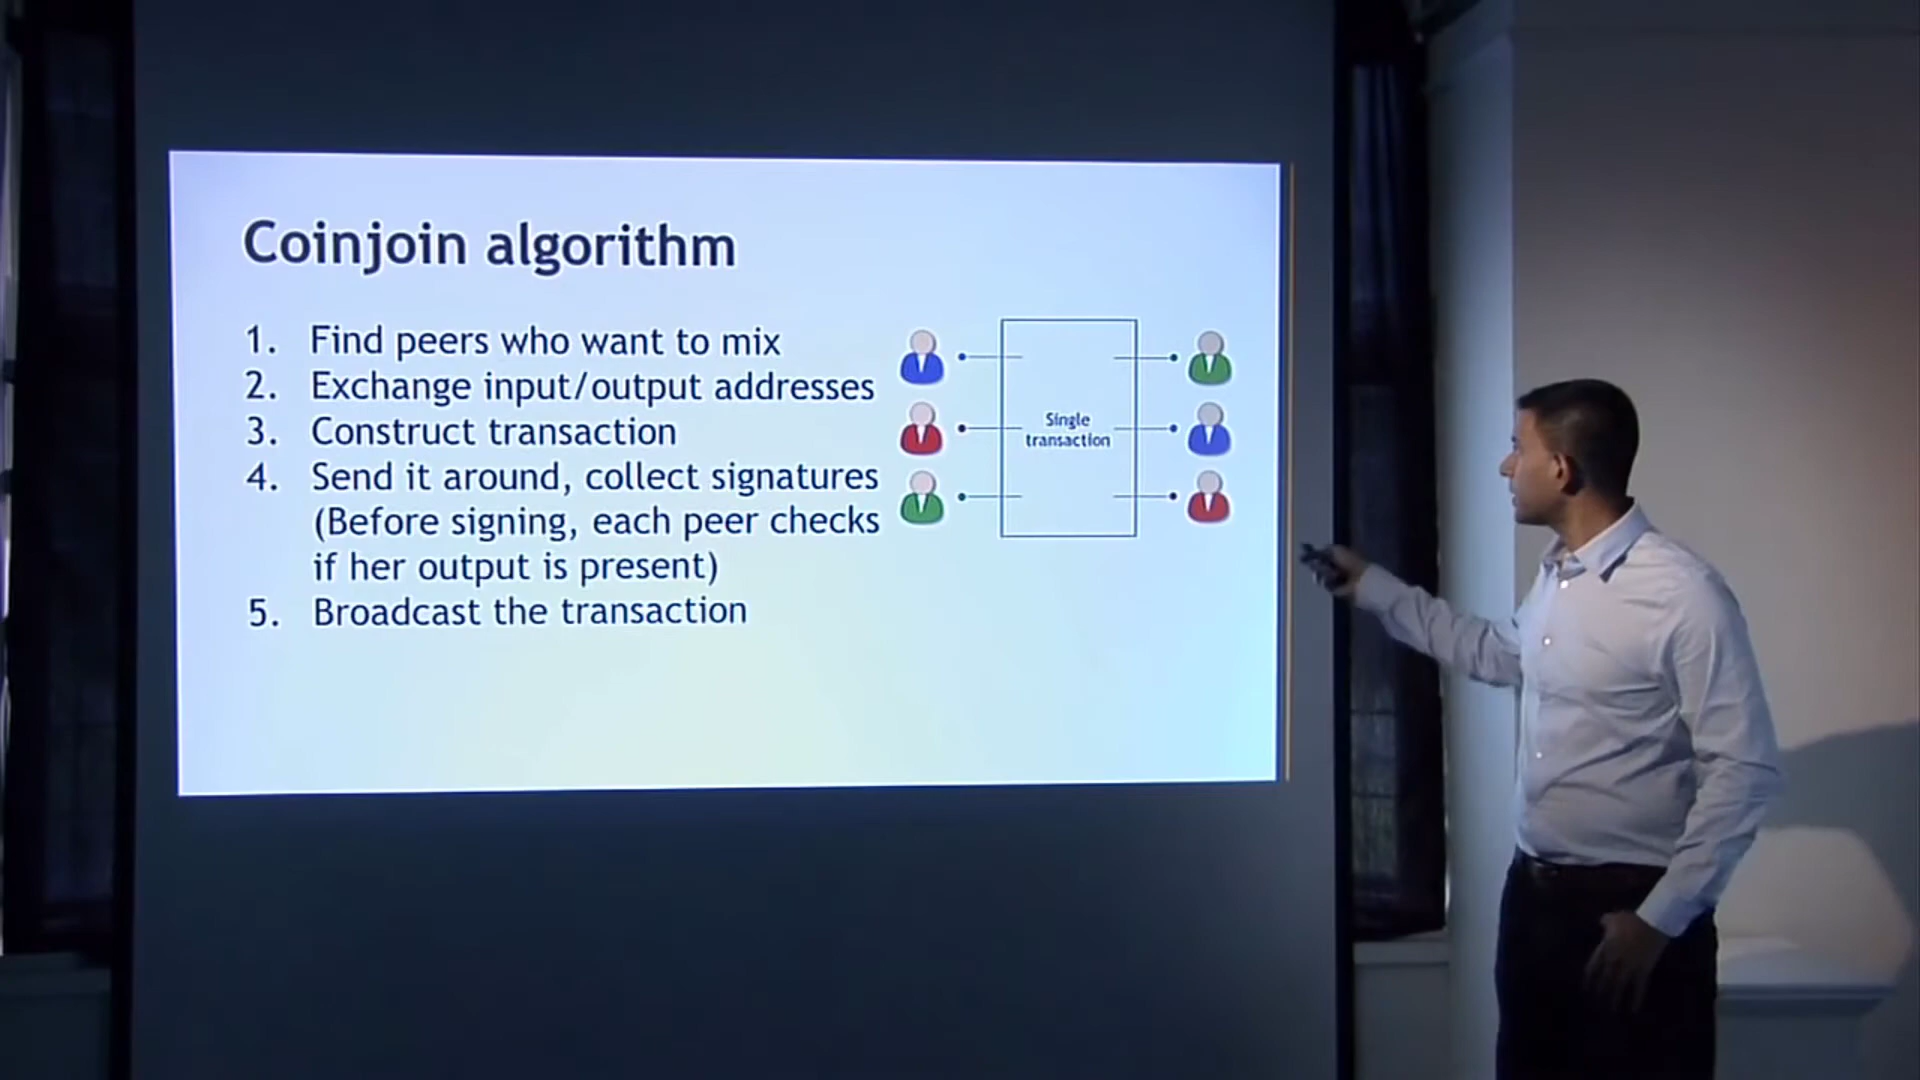 Coinjoin algorithm
1. Find peers who want to mix
2. Exchange input/output addresses
3. Construct transaction
4. Send it around, collect signatures
(Before signing, each peer checks
if her output is present)
5. Broadcast the transaction
Single
transaction